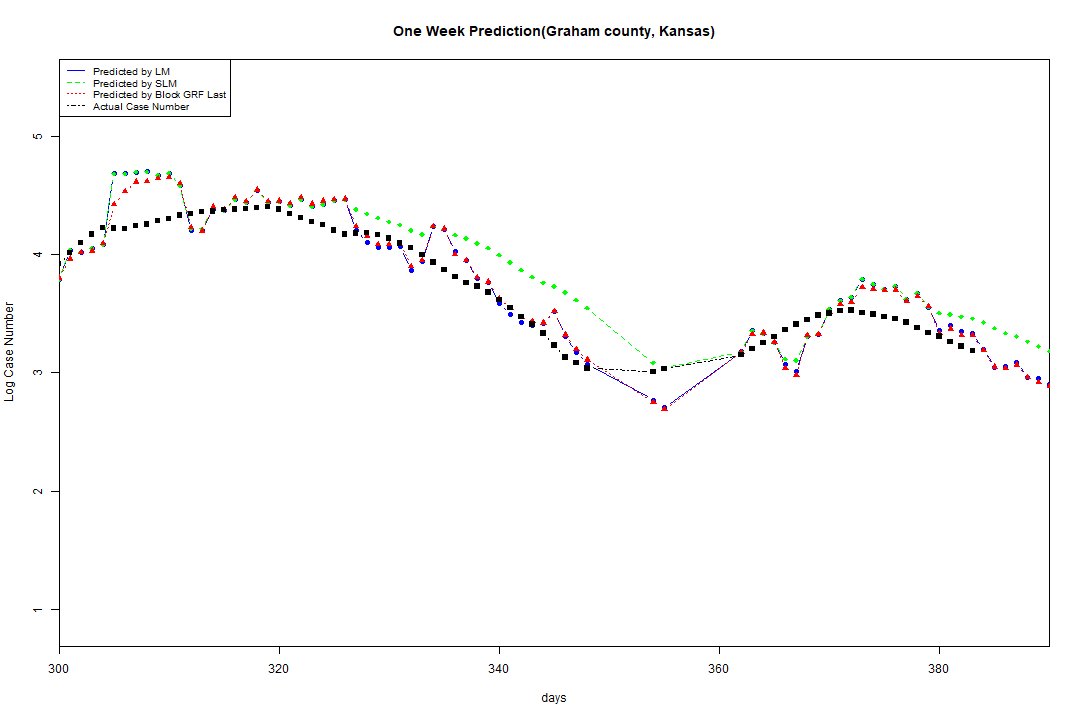 One Week Prediction(Graham county, Kansas)
Predicted by LM
Predicted by SLM
Predicted by Block GRF Last
Actual Case Number
5
4
3
2
1
Log Case Number
300 320 340 360 380
days